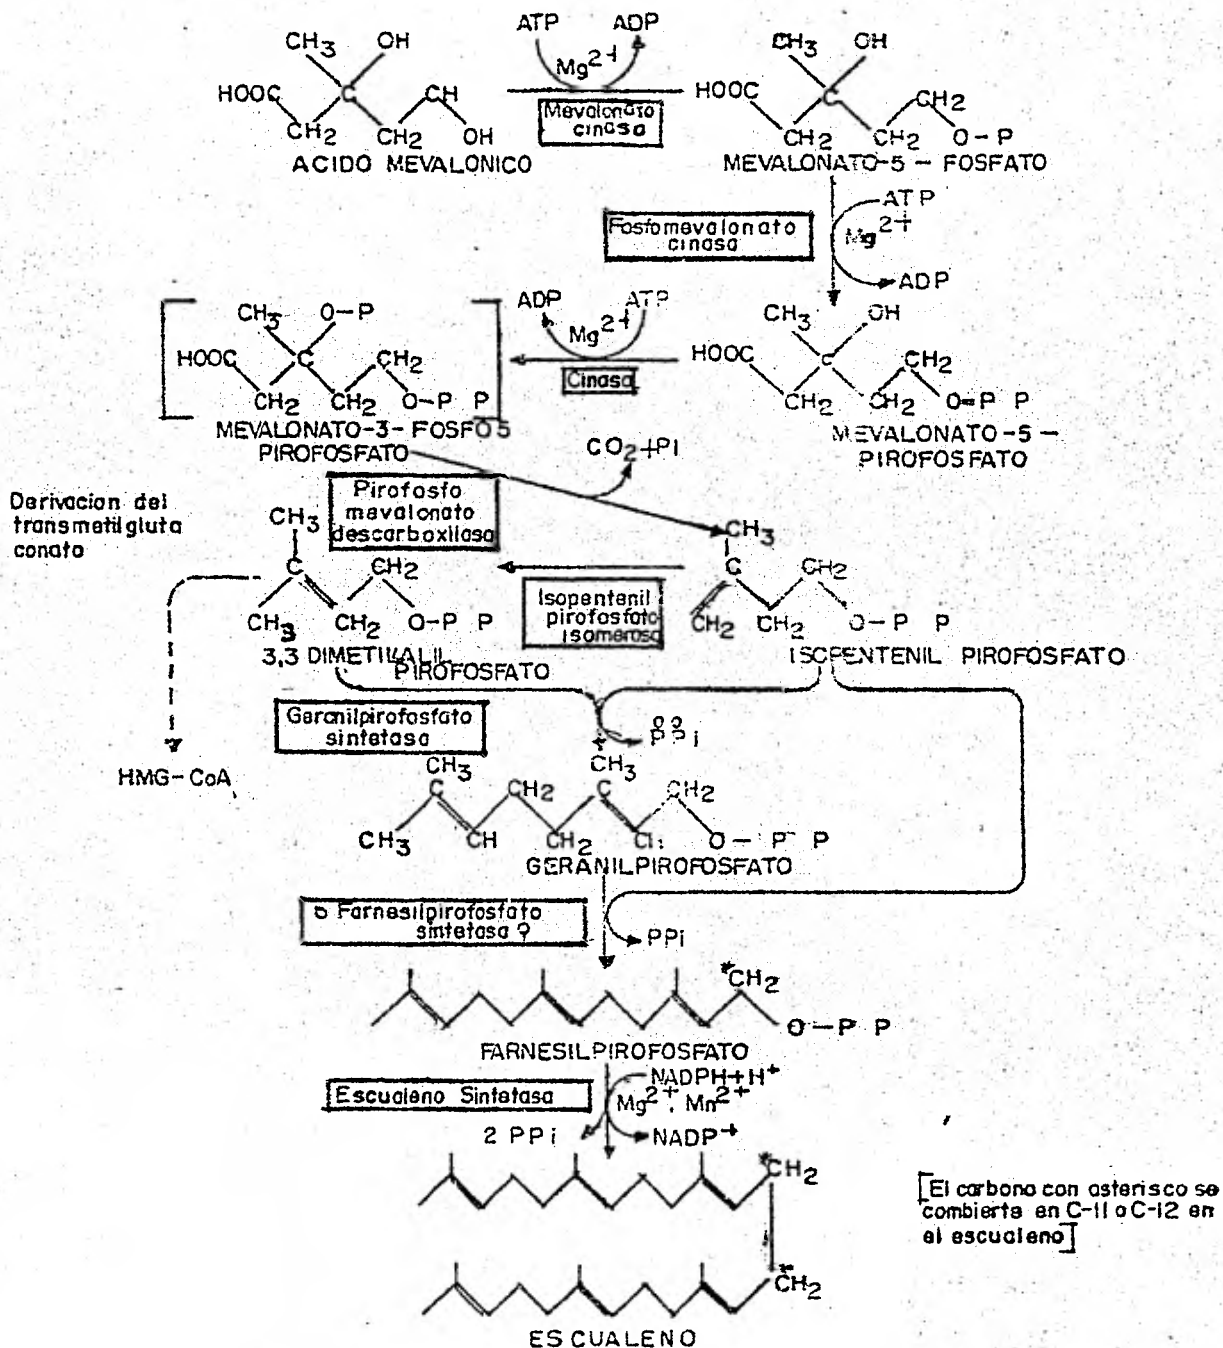 ATP ADP
CH3 OH Mg2+ CH3 OH
HOOC C CH HOOC C CH2
CH2 CH2 OH CH2 CH2 O-P
Mevalonato
cinasa
ACIDO MEVALONICO
MEVALONATO-5-FOSFATO
Fosfomevalonato
cinasa
ATP
Mg2+
ADP
CH3 O-P
HOOC C CH2
CH2 CH2 O-P P
MEVALONATO-3-FOSFO 5
PIROFOSFATO
ADP ATP
Mg2+
Cinasa
CH3 OH
HOOC C CH2
CH2 CH2 O=P P
MEVALONATO-5-
PIROFOSFATO
CO2+PI
Pirofosfo
mevalonato
descarboxilasa
Derivacion del
transmetilgluta
conato
CH3
C CH2
CH3 CH2 O-P P
3,3 DIMETILALIL
PIROFOSFATO
Isopentenil
pirofosfato
isomerosa
CH3
C CH2
CH2 CH2 O-P P
ISOPENTENIL PIROFOSFATO
Geranilpirofosfato
sintetasa
PPi
HMG-CoA
CH3 CH3
C CH2 C CH2
CH3 CH CH2 O-P P
GERANILPIROFOSFATO
Farnesilpirofosfato
sintetasa
PPi
*CH2
O-P P
FARNESILPIROFOSFATO
Escualeno Sintetasa
NADPH+H+
Mg2+, Mn2+
2 PPi NADP+
*CH2
*CH2
ESCUALENO
[El carbono con asterisco se
combierte en C-11 o C-12 en
el escualeno]